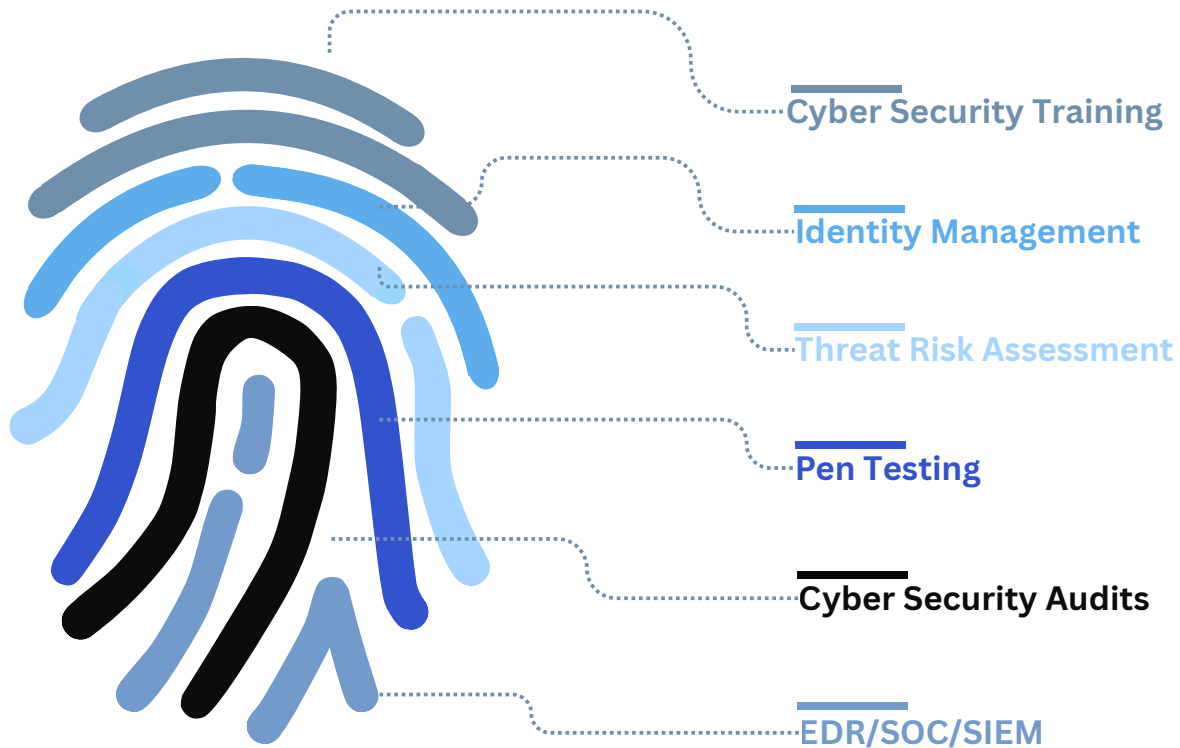 Cyber Security Training
Identity Management
Threat Risk Assessment
Pen Testing
Cyber Security Audits
EDR/SOC/SIEM